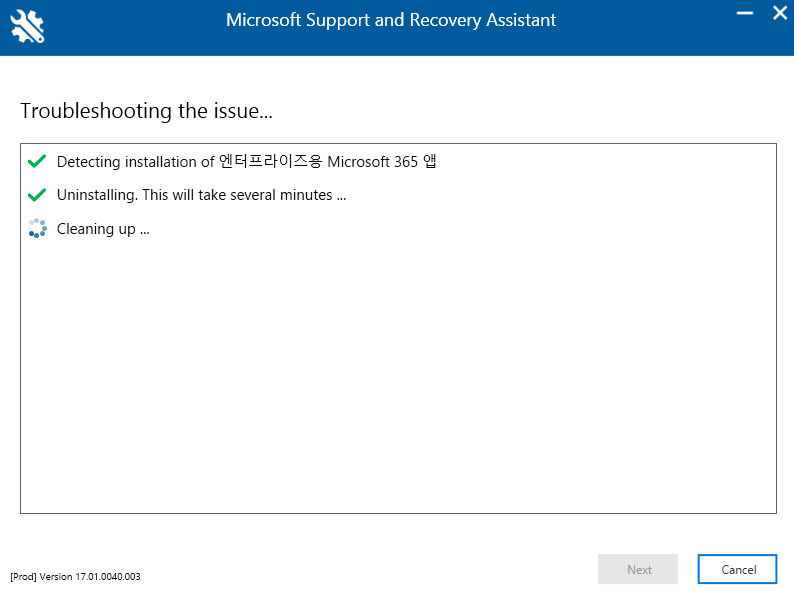 Microsoft Support and Recovery Assistant
Troubleshooting the issue...
Detecting installation of 엔터프라이즈용 Microsoft 365 앱
Uninstalling. This will take several minutes ...
Cleaning up ...
[Prod] Version 17.01.0040.003
Next
Cancel